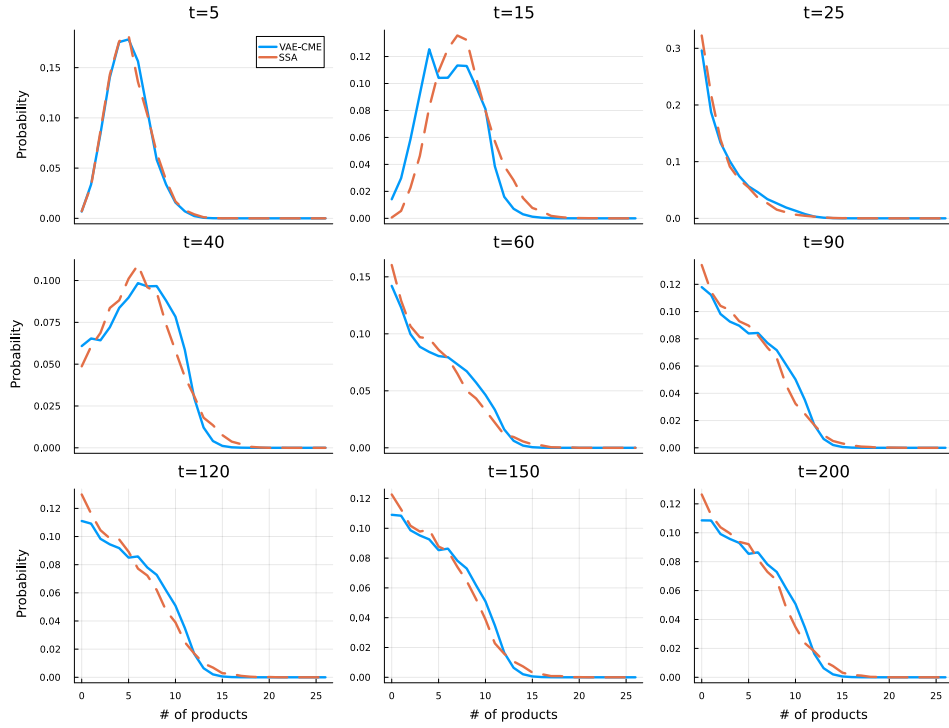 t=5
t=15
t=25
Probability
0.15
0.10
0.05
0.00
VAE-CME
SSA
0.12
0.10
0.08
0.06
0.04
0.02
0.00
0.3
0.2
0.1
0.0
t=40
t=60
t=90
Probability
0.100
0.075
0.050
0.025
0.000
0.15
0.10
0.05
0.00
0.12
0.10
0.08
0.06
0.04
0.02
0.00
t=120
t=150
t=200
Probability
0.12
0.10
0.08
0.06
0.04
0.02
0.00
0 5 10 15 20 25
# of products
0.12
0.10
0.08
0.06
0.04
0.02
0.00
0 5 10 15 20 25
# of products
0.12
0.10
0.08
0.06
0.04
0.02
0.00
0 5 10 15 20 25
# of products